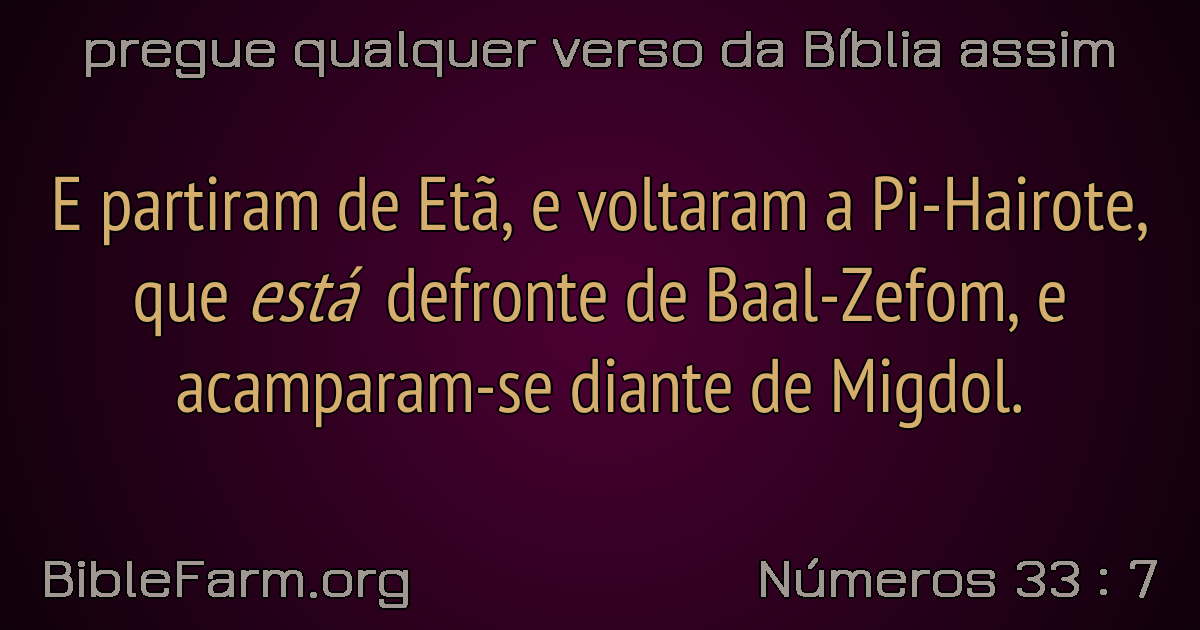 pregue qualquer verso da Bíblia assim
E partiram de Etã, e voltaram a Pi-Hairote,
que está defronte de Baal-Zefom, e
acamparam-se diante de Migdol.
BibleFarm.org
Números 33 : 7